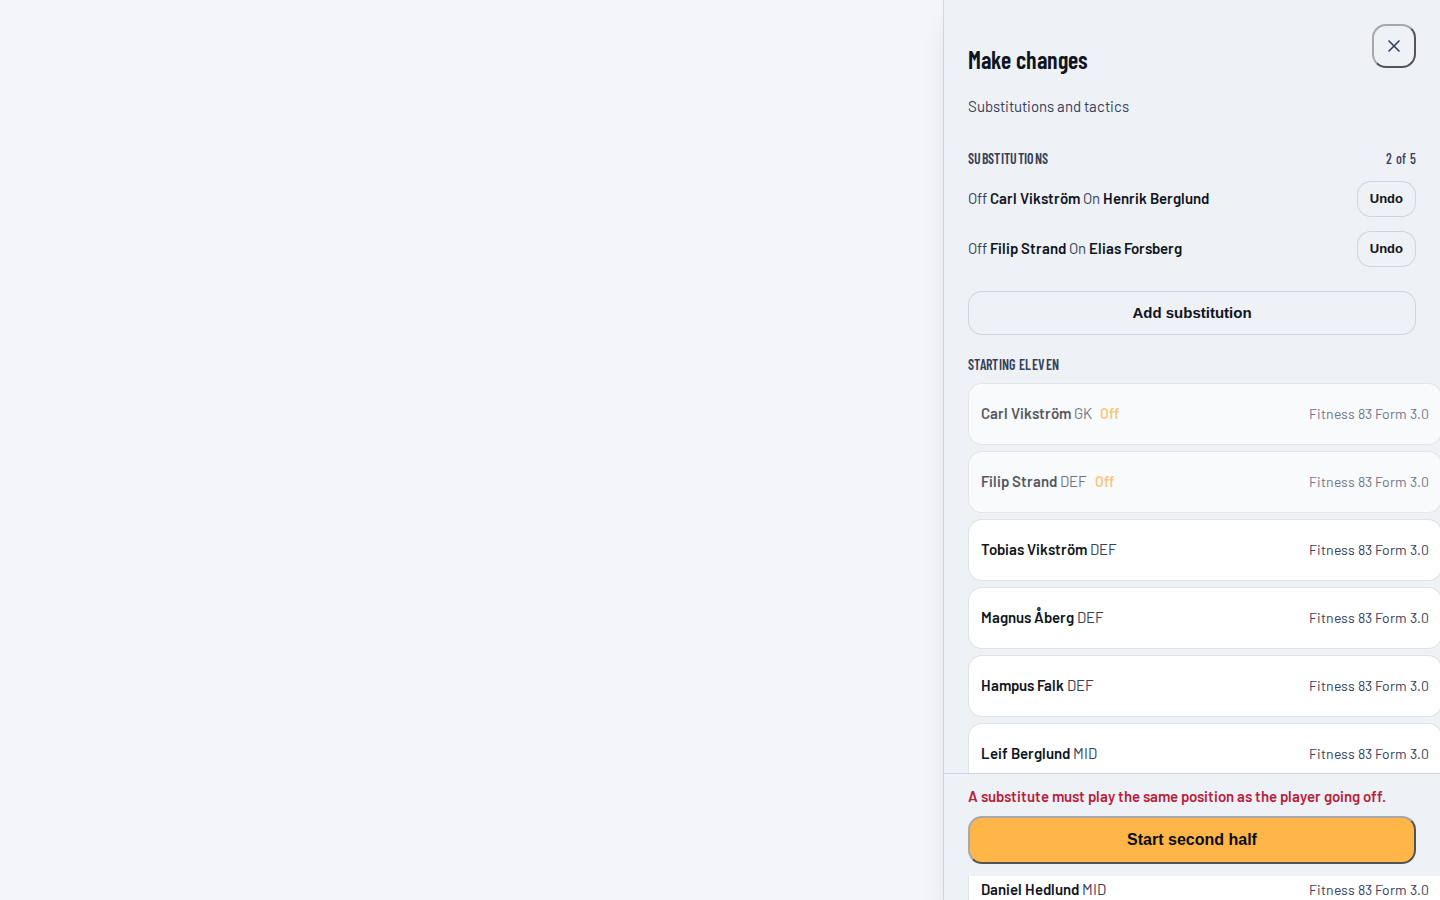 Make changes
Substitutions and tactics
SUBSTITUTIONS 2 of 5
Off Carl Vikström On Henrik Berglund Undo
Off Filip Strand On Elias Forsberg Undo
Add substitution
STARTING ELEVEN
Carl Vikström GK Off Fitness 83 Form 3.0
Filip Strand DEF Off Fitness 83 Form 3.0
Tobias Vikström DEF Fitness 83 Form 3.0
Magnus Åberg DEF Fitness 83 Form 3.0
Hampus Falk DEF Fitness 83 Form 3.0
Leif Berglund MID Fitness 83 Form 3.0
A substitute must play the same position as the player going off.
Start second half
Daniel Hedlund MID Fitness 83 Form 3.0